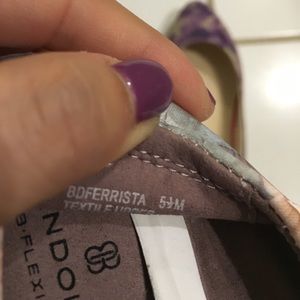 BDFERRISTA 5½M
TEXTILE UPPER
NDO
B·FLEXI